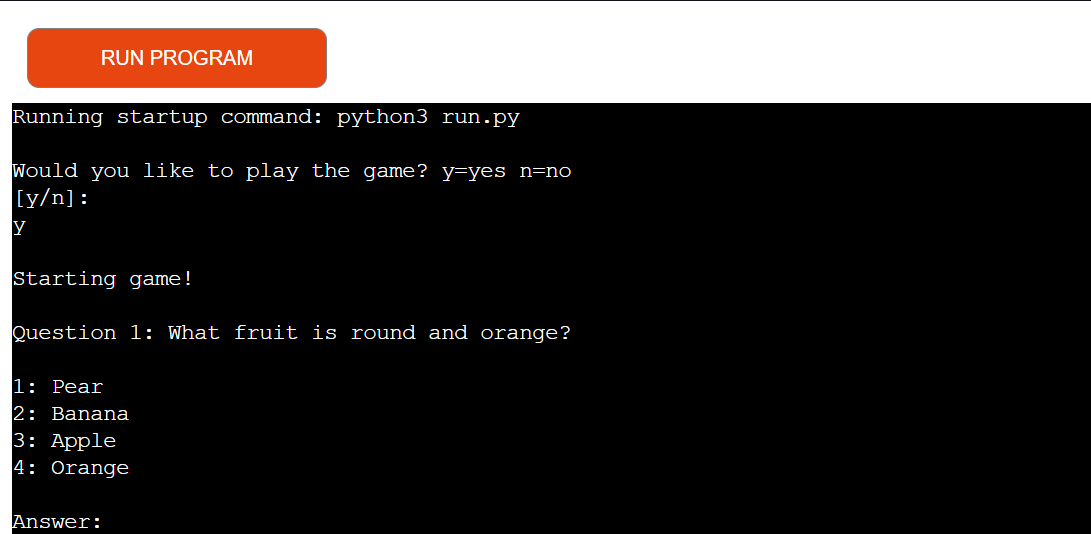 RUN PROGRAM
Running startup command: python3 run.py
Would you like to play the game? y=yes n=no
[y/n]:
y
Starting game!
Question 1: What fruit is round and orange?
1: Pear
2: Banana
3: Apple
4: Orange
Answer: